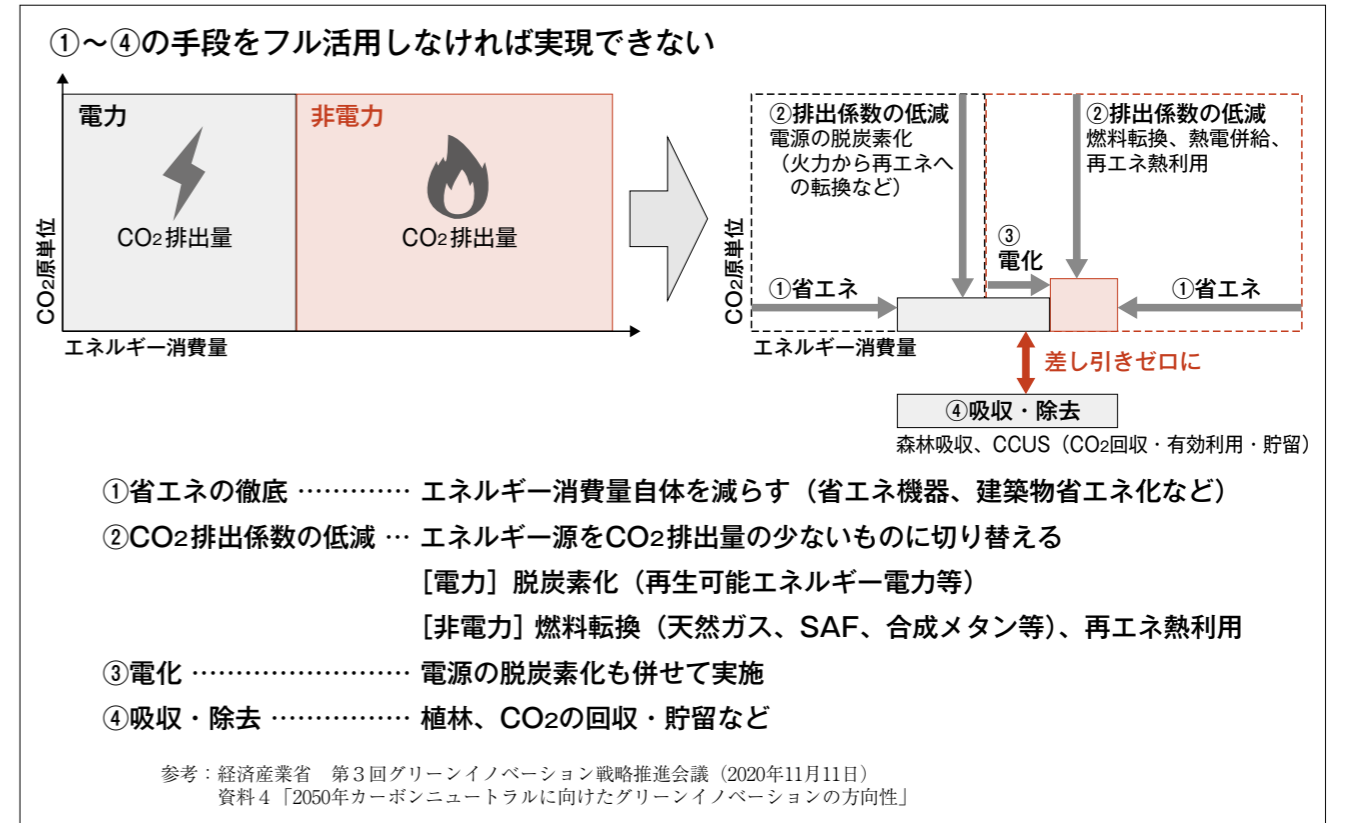 ①～④の手段をフル活用しなければ実現できない
電力
非電力
CO2排出量
CO2排出量
CO2原単位
エネルギー消費量
②排出係数の低減
電源の脱炭素化
（火力から再エネへ
の転換など）
②排出係数の低減
燃料転換、熱電併給、
再エネ熱利用
③
電化
①省エネ
①省エネ
CO2原単位
エネルギー消費量
差し引きゼロに
④吸収・除去
森林吸収、CCUS（CO2回収・有効利用・貯留）
①省エネの徹底 ………… エネルギー消費量自体を減らす（省エネ機器、建築物省エネ化など）
②CO2排出係数の低減 … エネルギー源をCO2排出量の少ないものに切り替える
［電力］脱炭素化（再生可能エネルギー電力等）
［非電力］燃料転換（天然ガス、SAF、合成メタン等）、再エネ熱利用
③電化 …………………… 電源の脱炭素化も併せて実施
④吸収・除去 …………… 植林、CO2の回収・貯留など
参考：経済産業省　第３回グリーンイノベーション戦略推進会議（2020年11月11日）
資料４「2050年カーボンニュートラルに向けたグリーンイノベーションの方向性」